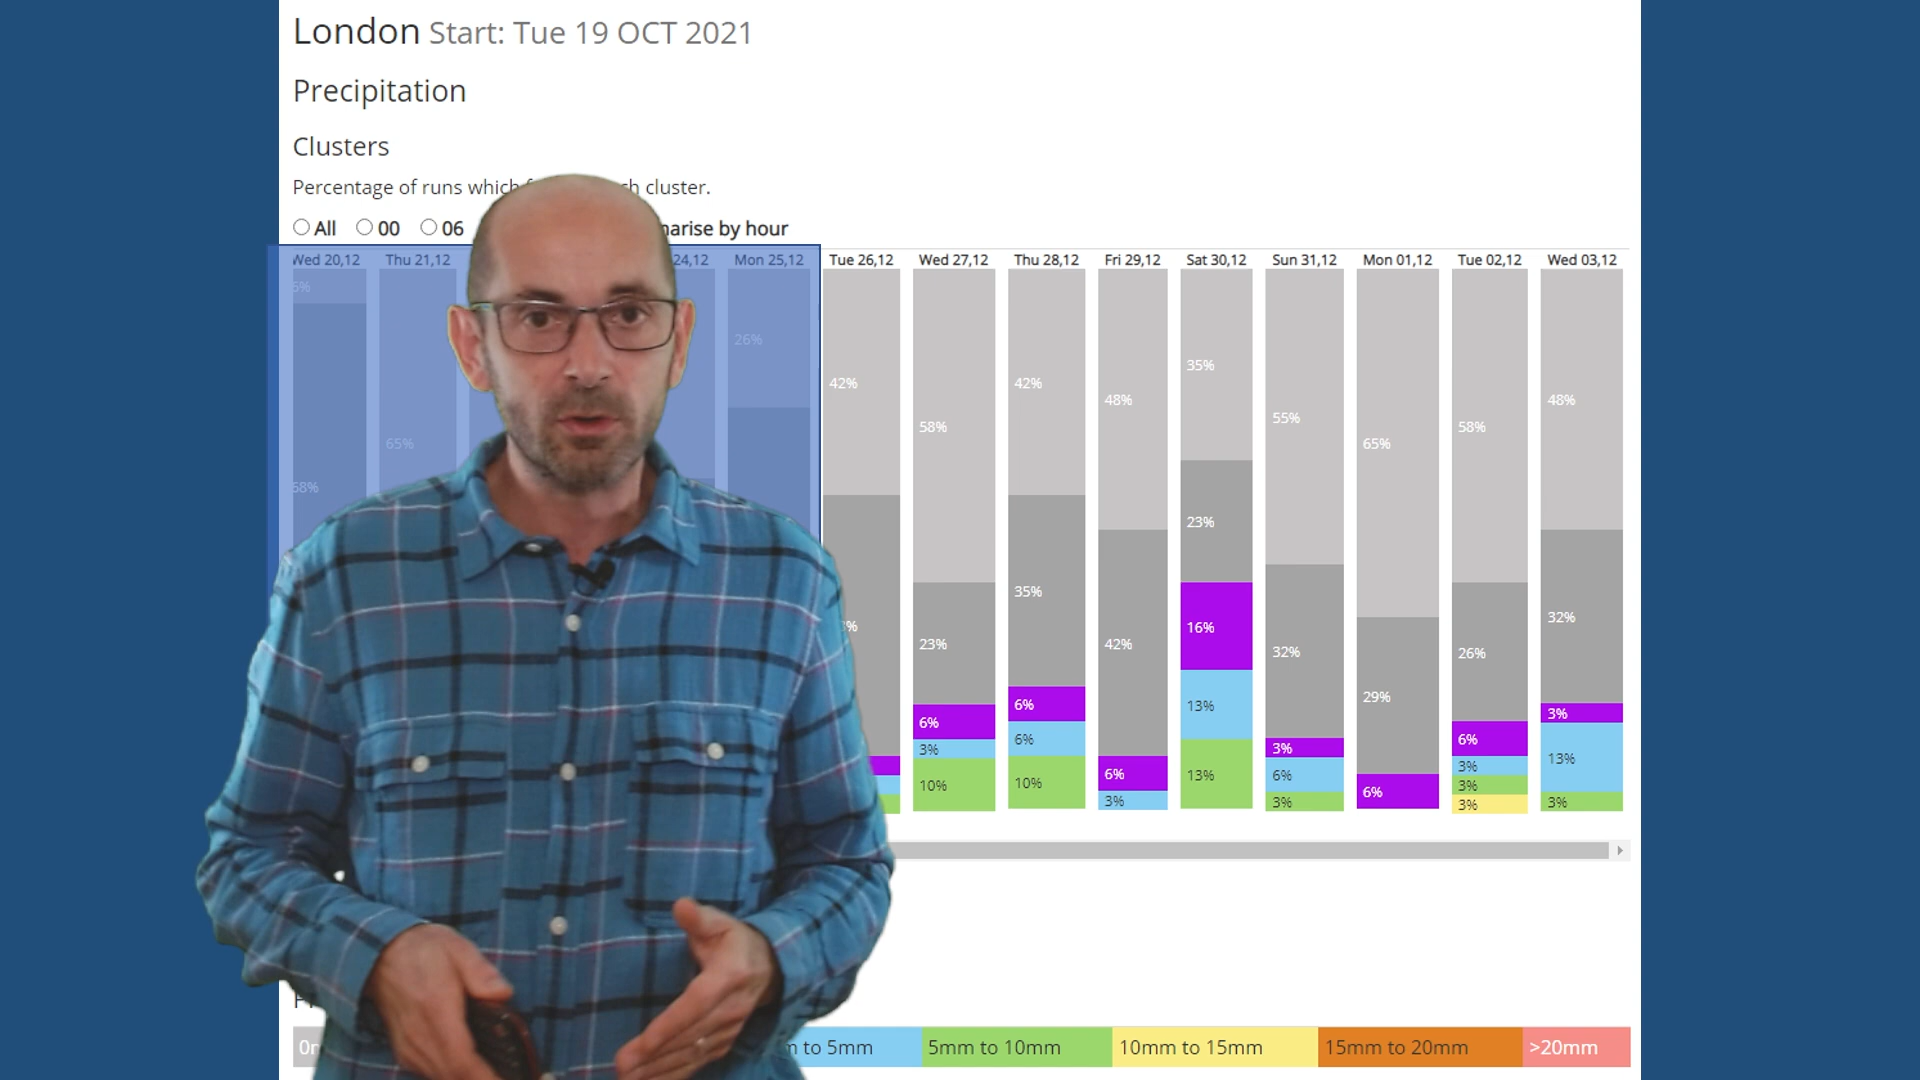 London Start: Tue 19 OCT 2021
Precipitation
Clusters
Percentage of runs which cluster.
All 00 06 by hour
Wed 20,12 Thu 21,12 24,12 Mon 25,12 Tue 26,12 Wed 27,12 Thu 28,12 Fri 29,12 Sat 30,12 Sun 31,12 Mon 01,12 Tue 02,12 Wed 03,12
26% 35%
42% 42% 48% 48%
58% 55% 58%
65% 65%
68% 23%
35% 16% 32%
23% 42% 32% 26%
29%
6% 6% 13% 3%
3% 6% 3% 6% 13%
10% 10% 6% 13% 6% 3%
3% 3% 6% 3% 3%
3%
to 5mm 5mm to 10mm 10mm to 15mm 15mm to 20mm >20mm